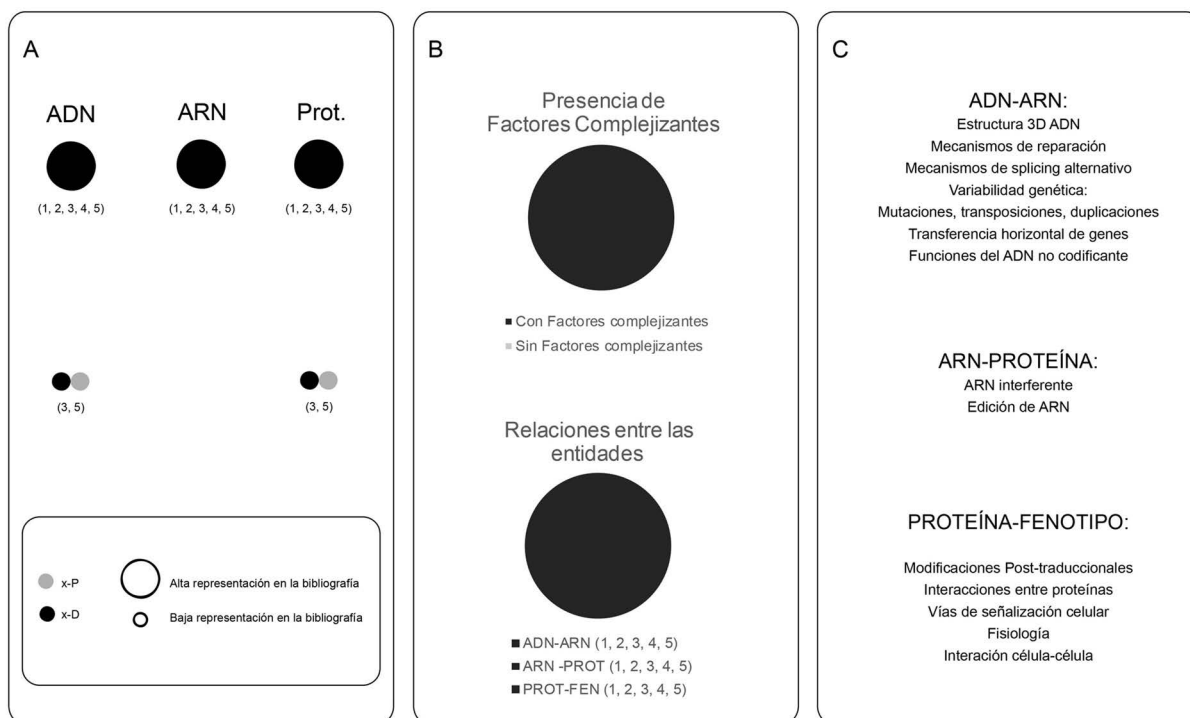 A
ADN ARN Prot.
(1, 2, 3, 4, 5) (1, 2, 3, 4, 5) (1, 2, 3, 4, 5)
(3, 5) (3, 5)
x-P
Alta representación en la bibliografía
x-D
Baja representación en la bibliografía
B
Presencia de
Factores Complejizantes
Con Factores complejizantes
Sin Factores complejizantes
Relaciones entre las
entidades
ADN-ARN (1, 2, 3, 4, 5)
ARN -PROT (1, 2, 3, 4, 5)
PROT-FEN (1, 2, 3, 4, 5)
C
ADN-ARN:
Estructura 3D ADN
Mecanismos de reparación
Mecanismos de splicing alternativo
Variabilidad genética:
Mutaciones, transposiciones, duplicaciones
Transferencia horizontal de genes
Funciones del ADN no codificante
ARN-PROTEÍNA:
ARN interferente
Edición de ARN
PROTEÍNA-FENOTIPO:
Modificaciones Post-traduccionales
Interacciones entre proteínas
Vías de señalización celular
Fisiología
Interación célula-célula